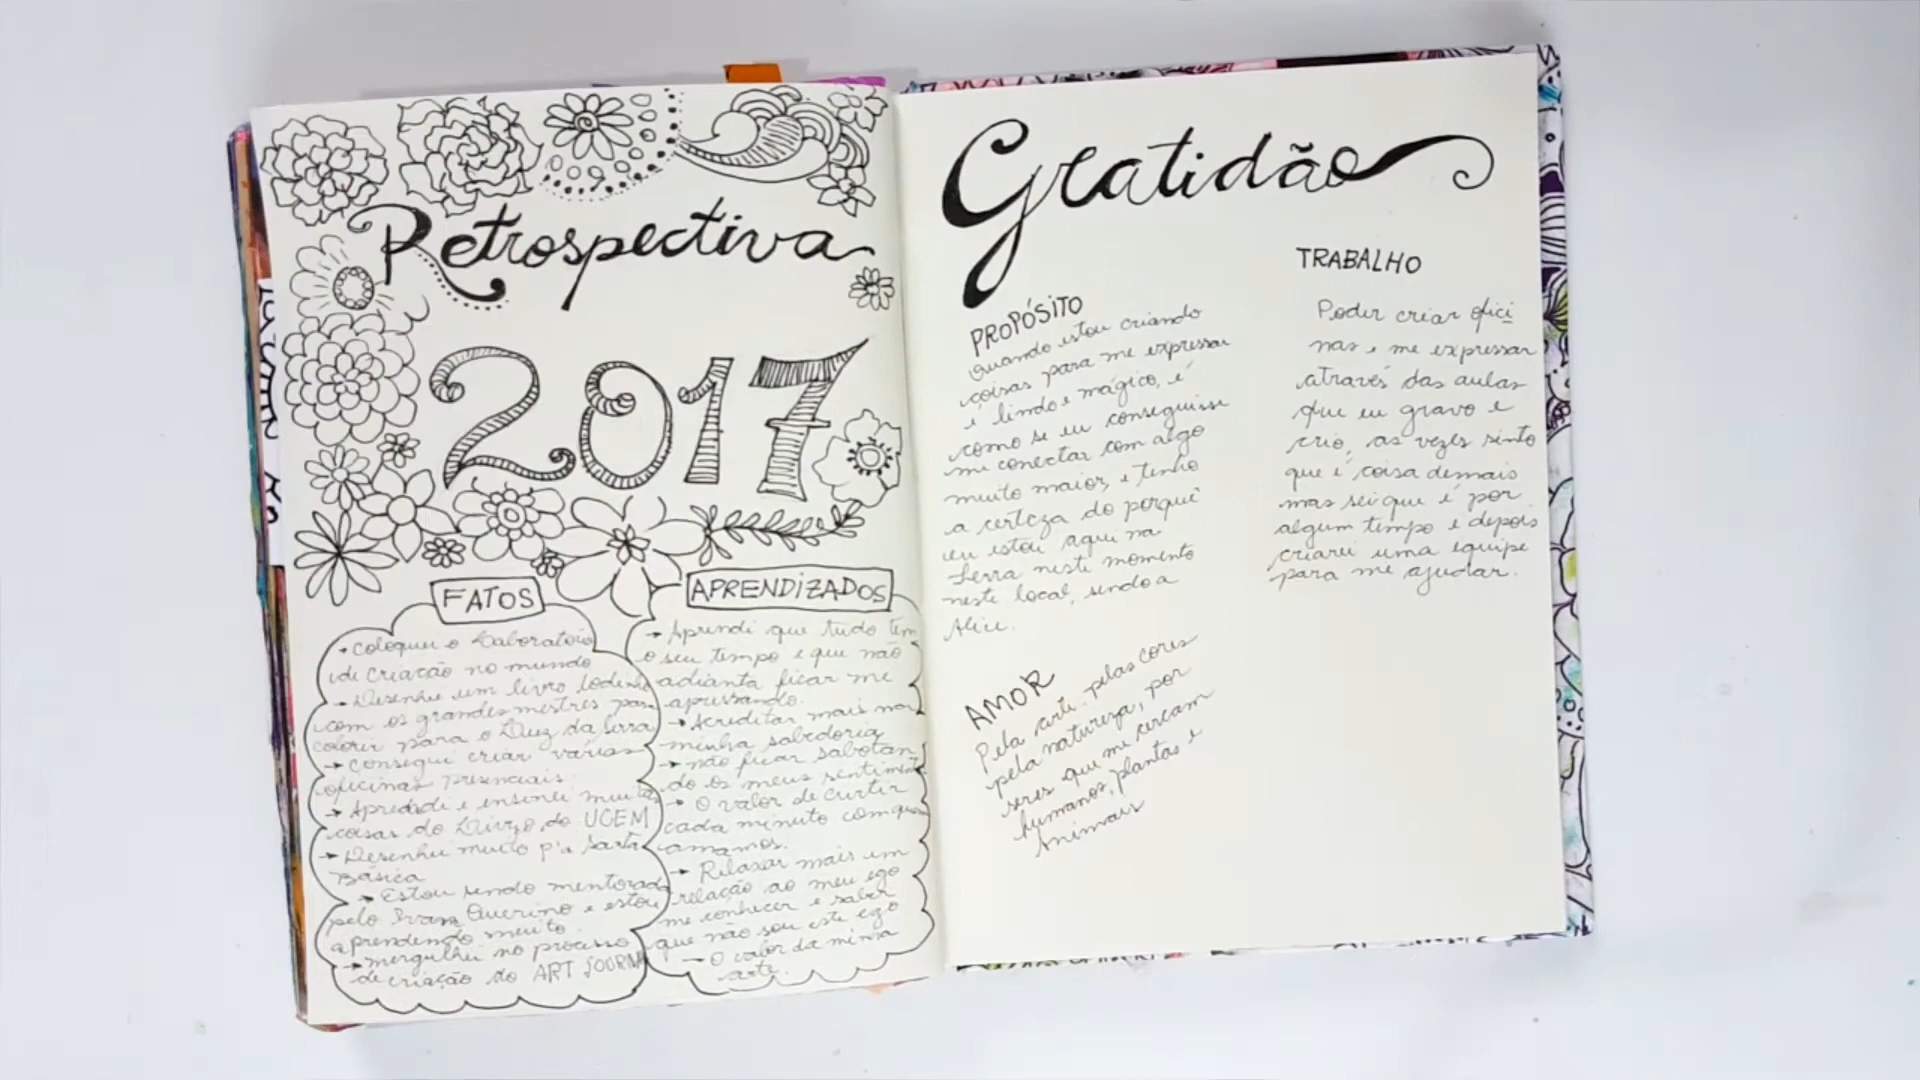 Retrospectiva
2017
FATOS
• coloquei o Laboratório
de criação no mundo
→ Desenhei um livro todinho
com os grandes mestres para
colorir para o Luz da Serra
→ Consegui criar várias
oficinas presenciais.
→ Aprendi e ensinei muitas
coisas do Livro do UCEM
→ Desenhei muito p'a Sarta
Básica
→ Estou sendo mentorada
pelo Ivan Querino e estou
aprendendo muito.
→ mergulhei no processo
de criação do ART JOURNAL
APRENDIZADOS
→ Aprendi que tudo tem
o seu tempo e que não
adianta ficar me
apressando.
→ Acreditar mais na
minha sabedoria
→ não ficar sabotan
do os meus sentimentos
→ O valor de curtir
cada minuto com quem
amamos.
→ Relaxar mais em
relação ao meu ego
me conhecer e saber
que não sou este ego
→ O valor da minha
arte.
Gratidão
PROPÓSITO
Quando estou criando
coisas para me expressar
é lindo e mágico, é
como se eu conseguisse
me conectar com algo
muito maior, e tenho
a certeza do porquê
eu estou aqui na
Terra neste momento
neste local, sendo a
Alice.
AMOR
Pela arte, pelas cores
pela natureza, por
seres que me cercam
humanos, plantas e
Animais
TRABALHO
Poder criar ofici
nas e me expressar
através das aulas
que eu gravo e
crio, as vezes sinto
que é coisa demais
mas sei que é por
algum tempo e depois
criarei uma equipe
para me ajudar.